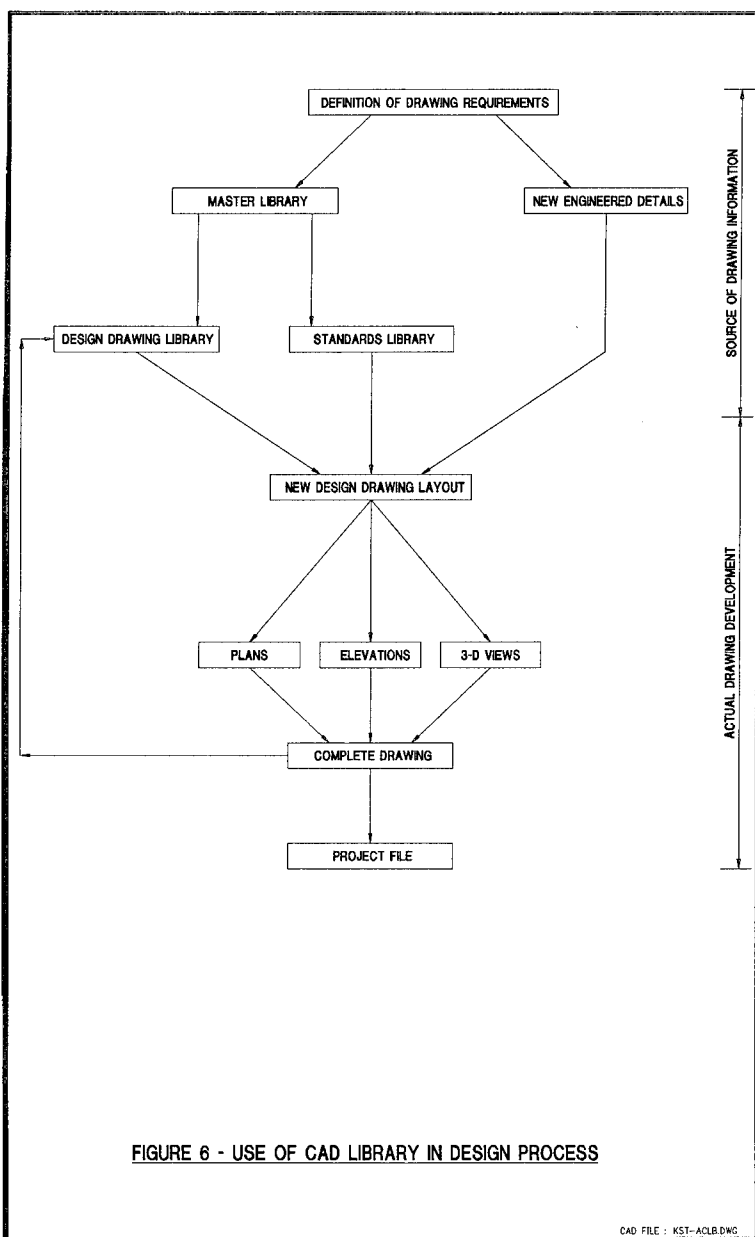 DEFINITION OF DRAWING REQUIREMENTS
MASTER LIBRARY
NEW ENGINEERED DETAILS
SOURCE OF DRAWING INFORMATION
DESIGN DRAWING LIBRARY
STANDARDS LIBRARY
NEW DESIGN DRAWING LAYOUT
PLANS
ELEVATIONS
3-D VIEWS
ACTUAL DRAWING DEVELOPMENT
COMPLETE DRAWING
PROJECT FILE
FIGURE 6 - USE OF CAD LIBRARY IN DESIGN PROCESS
CAD FILE : KST-ACLB.DWG